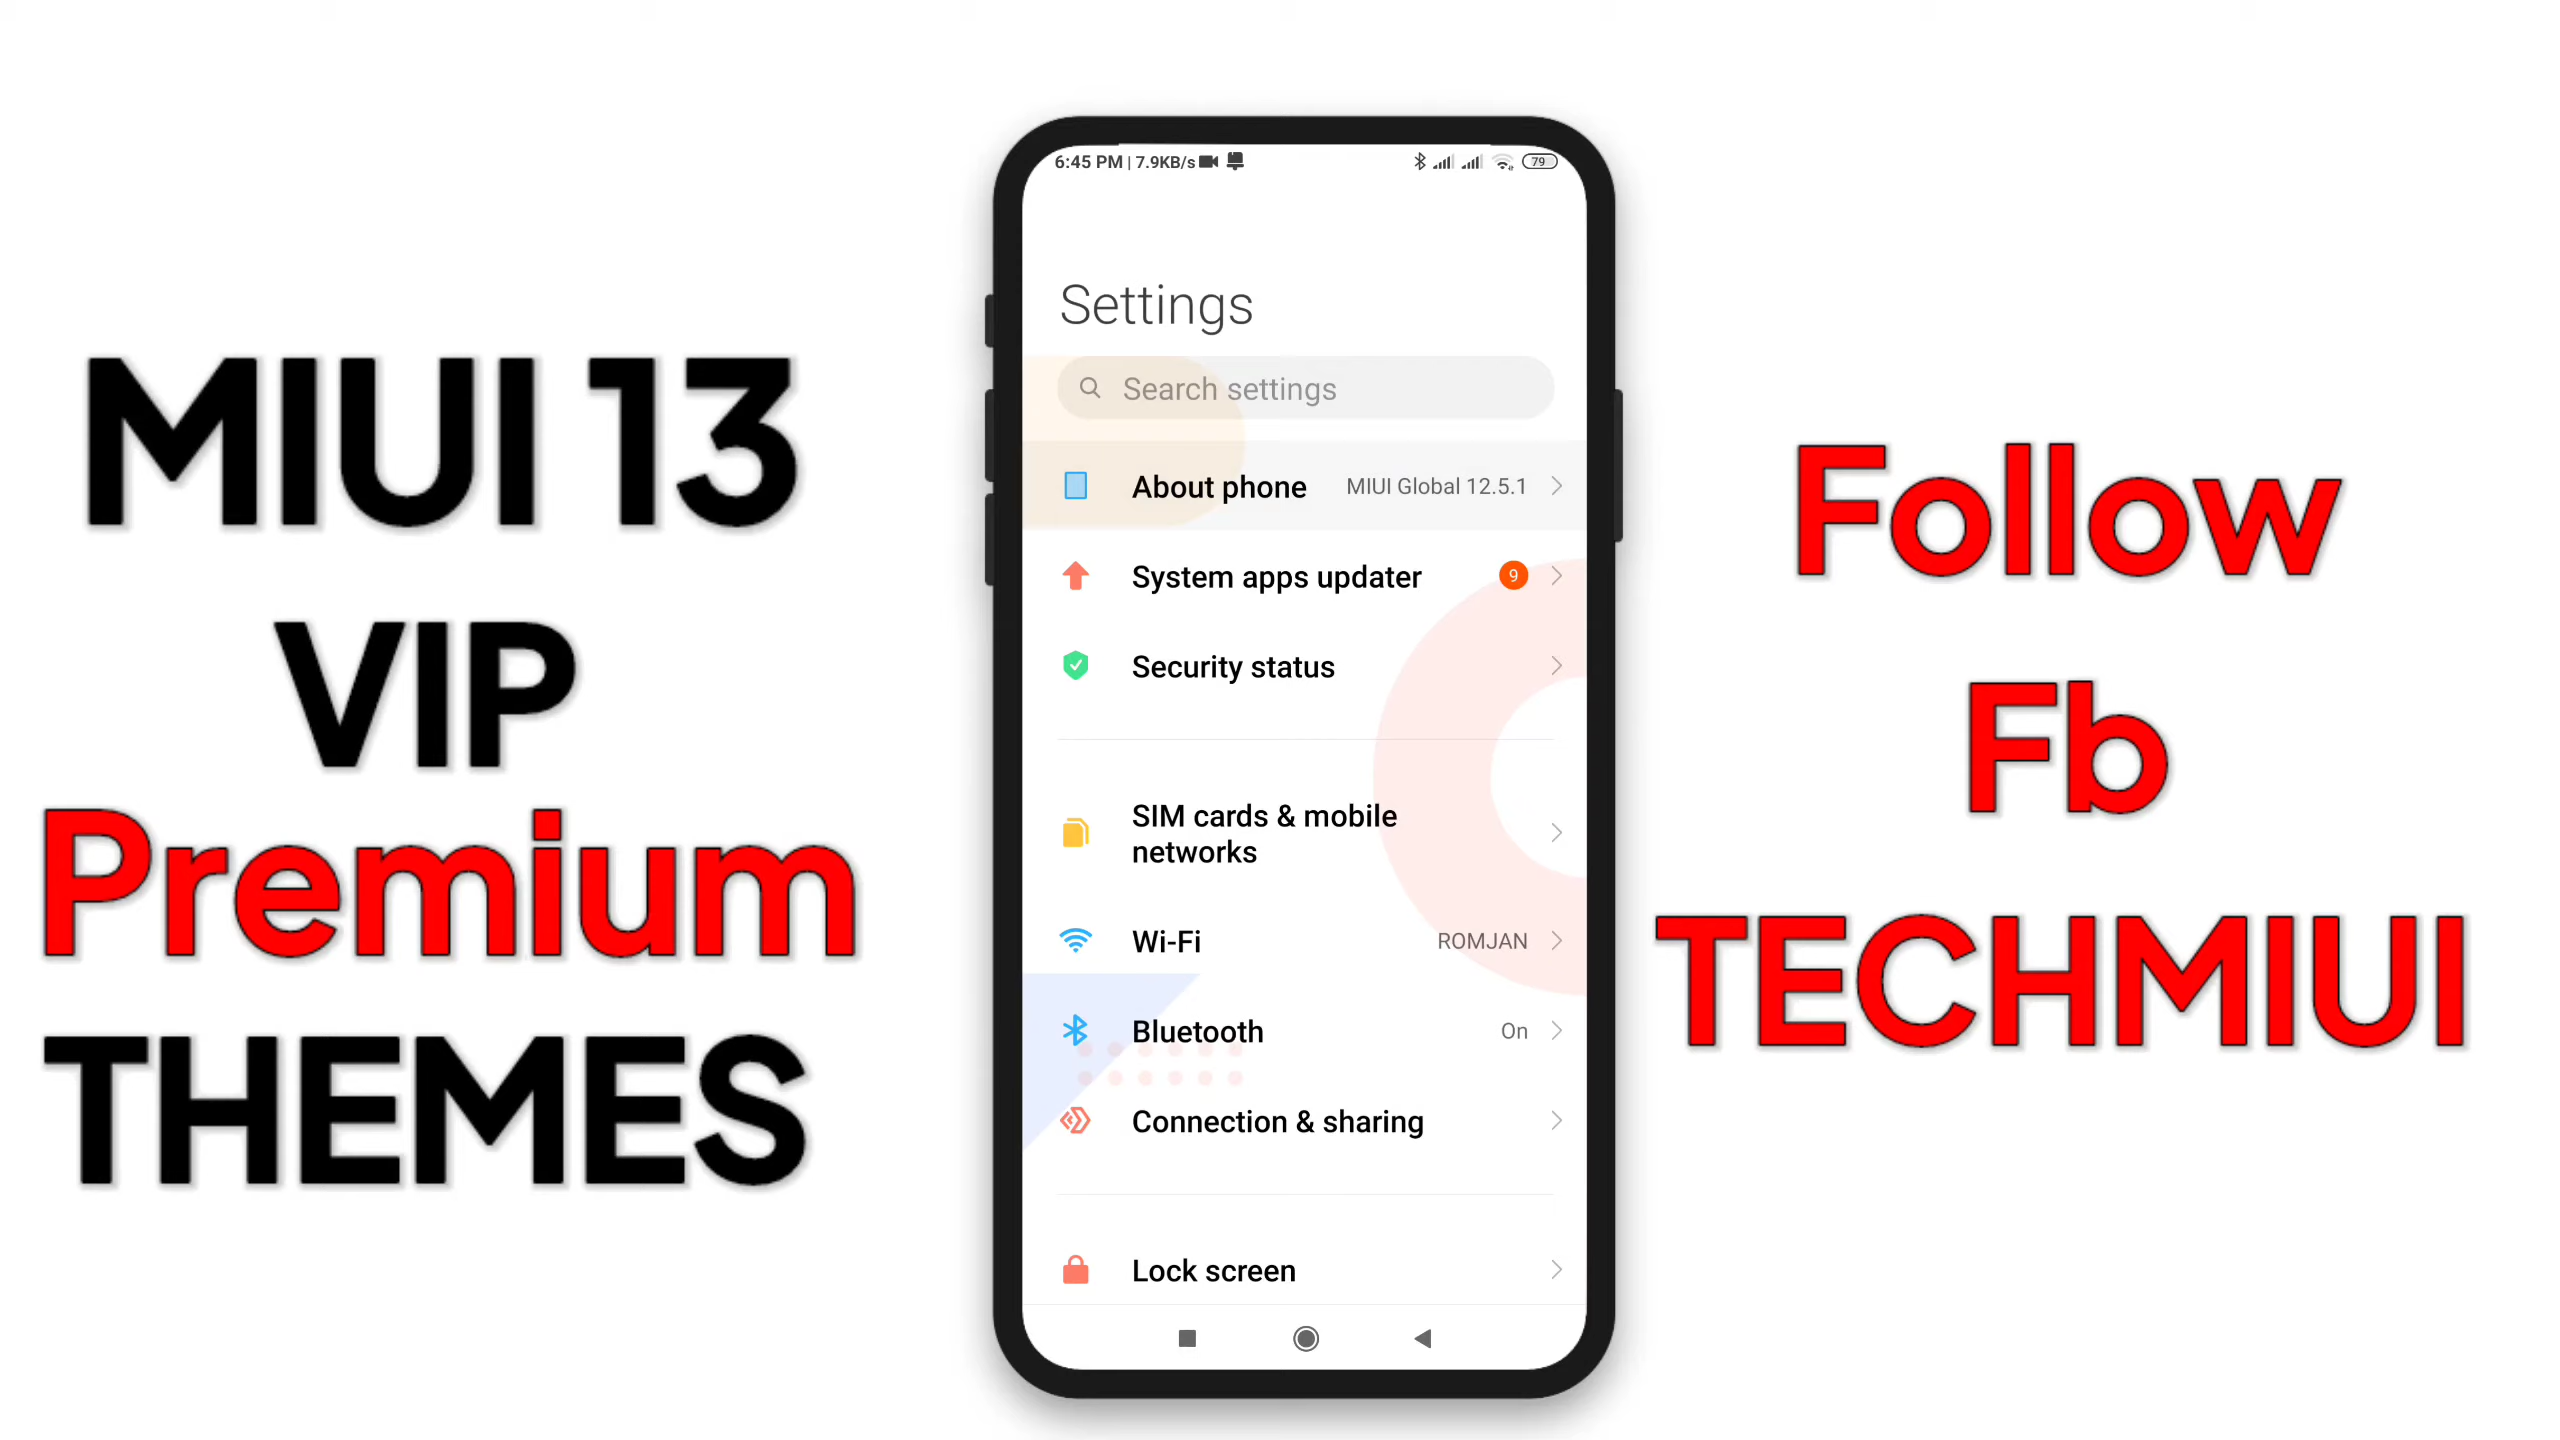 MIUI 13
VIP
Premium
THEMES
6:45 PM | 7.9KB/s
79
Settings
Search settings
About phone MIUI Global 12.5.1
System apps updater 9
Security status
SIM cards & mobile
networks
Wi-Fi ROMJAN
Bluetooth On
Connection & sharing
Lock screen
Follow
Fb
TECHMIUI